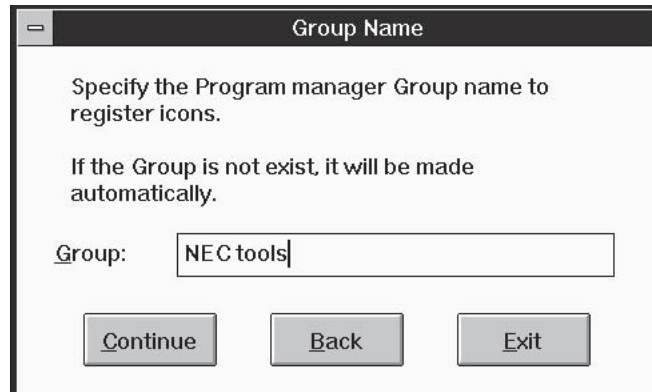 Group Name
Specify the Program manager Group name to
register icons.
If the Group is not exist, it will be made
automatically.
Group: NEC tools
Continue Back Exit